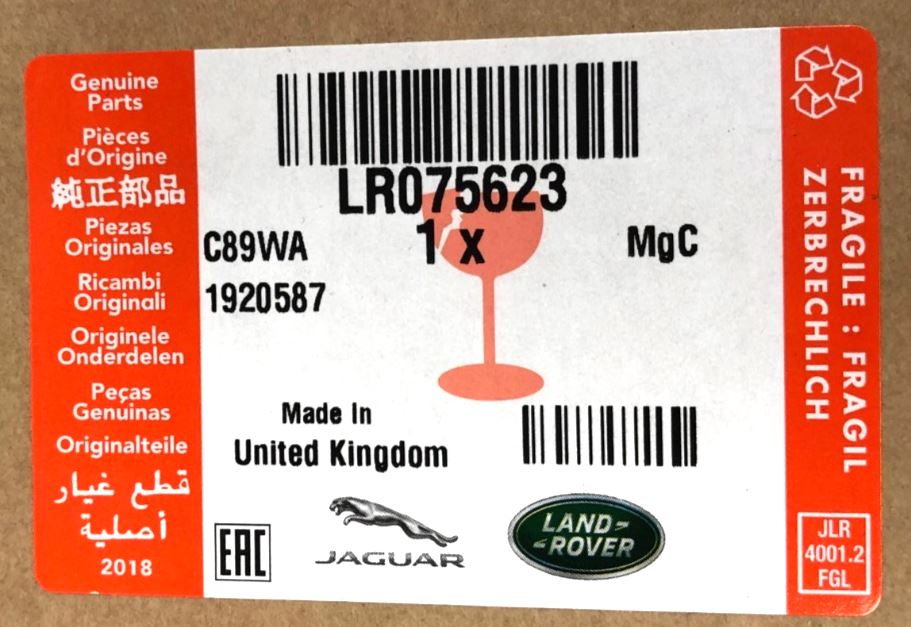 Genuine
Parts
Pièces
d'Origine
純正部品
Piezas
Originales
Ricambi
Originali
Originele
Onderdelen
Peças
Genuinas
Originalteile
قطع غيار
أصلية
2018
LR075623
C89WA
1 x
MgC
1920587
Made In
United Kingdom
EAC
JAGUAR
LAND-
-ROVER
FRAGILE : FRAGIL
ZERBRECHLICH
JLR
4001.2
FGL